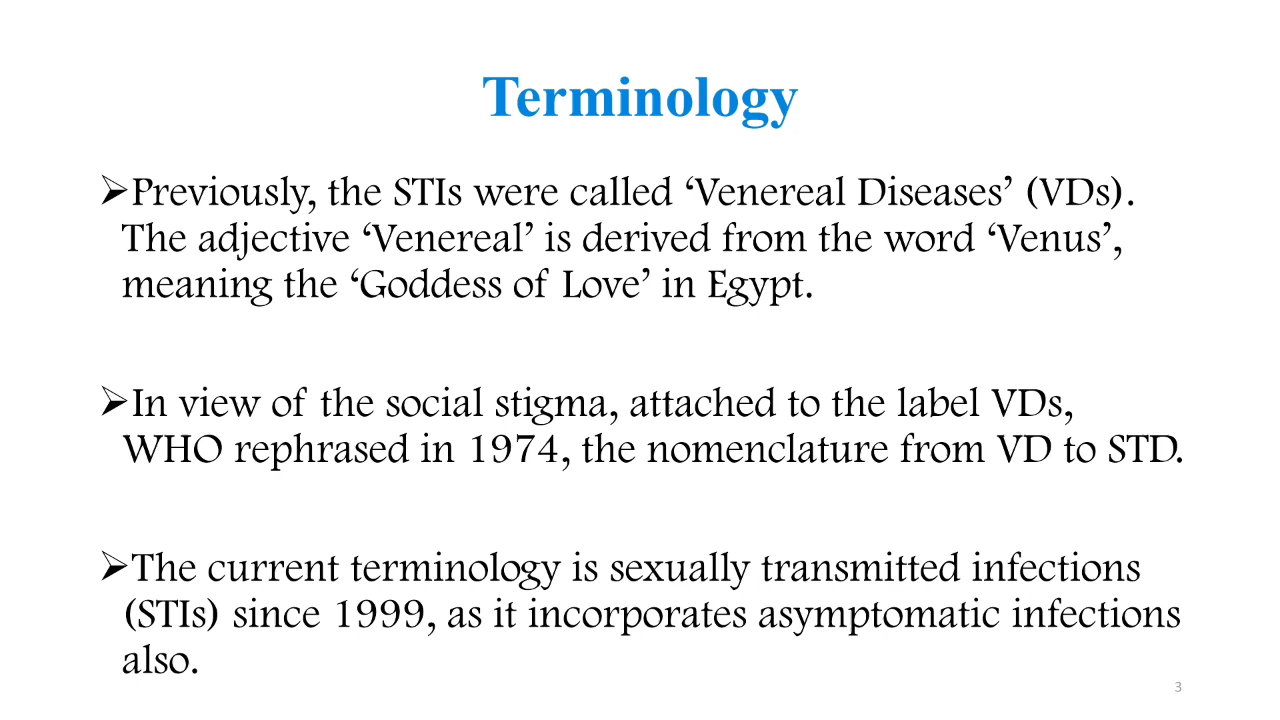 Terminology
➢Previously, the STIs were called ‘Venereal Diseases’ (VDs).
The adjective ‘Venereal’ is derived from the word ‘Venus’,
meaning the ‘Goddess of Love’ in Egypt.
➢In view of the social stigma, attached to the label VDs,
WHO rephrased in 1974, the nomenclature from VD to STD.
➢The current terminology is sexually transmitted infections
(STIs) since 1999, as it incorporates asymptomatic infections
also.
3